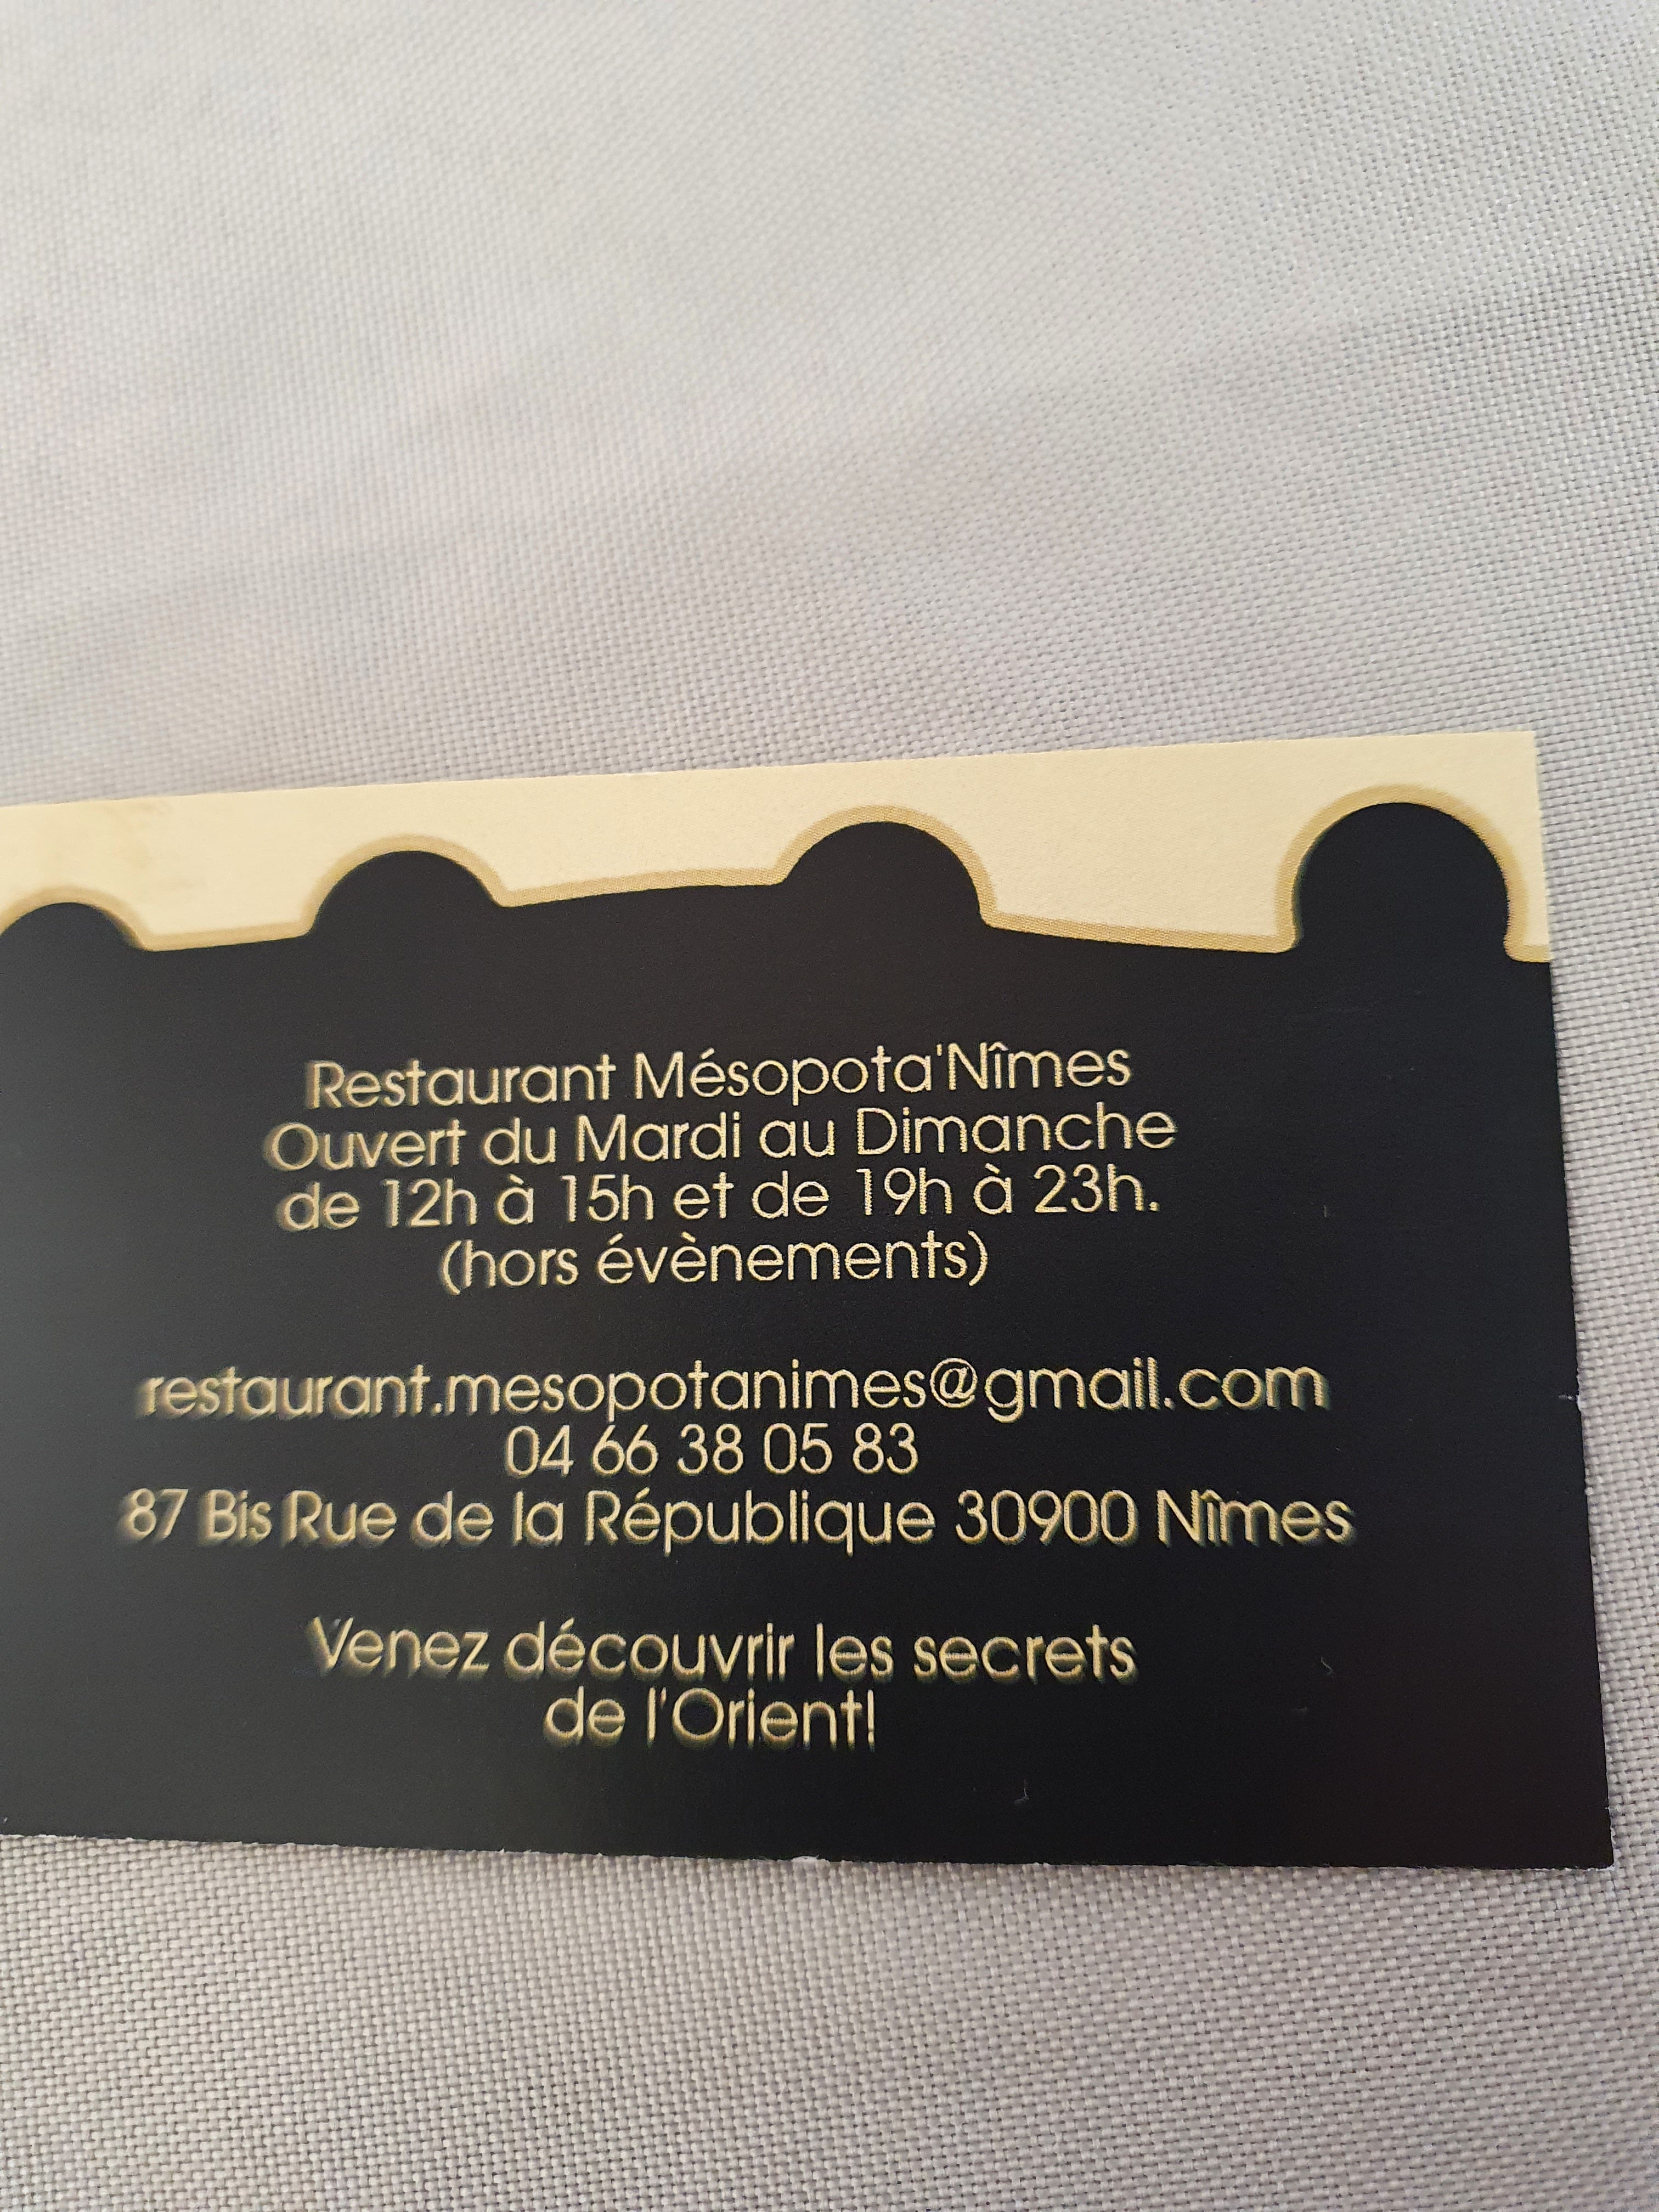 Restaurant Mésopota'Nîmes
Ouvert du Mardi au Dimanche
de 12h à 15h et de 19h à 23h.
(hors évènements)
restaurant.mesopotanimes@gmail.com
04 66 38 05 83
87 Bis Rue de la République 30900 Nîmes
Venez découvrir les secrets
de l'Orient!